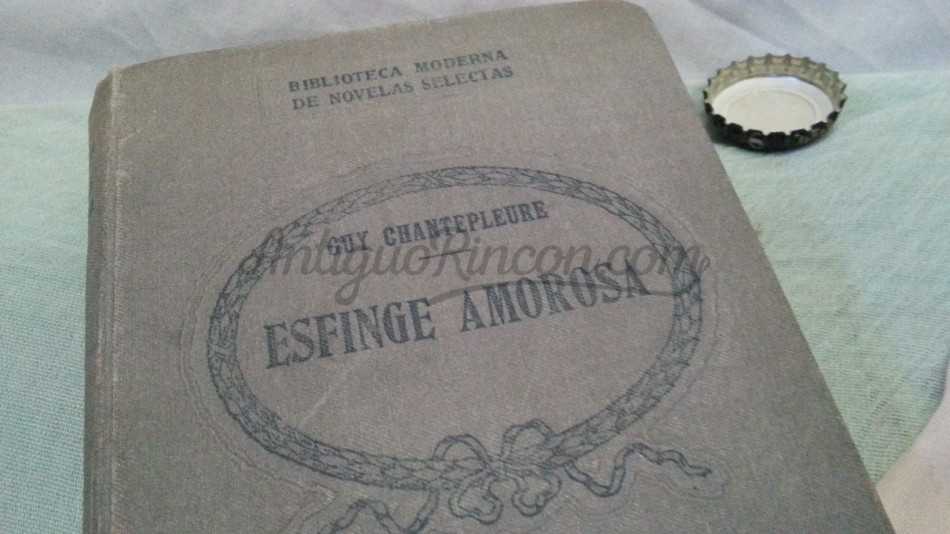 BIBLIOTECA MODERNA
DE NOVELAS SELECTAS
GUY CHANTEPLEURE
AntiguoRincon.com
ESFINGE AMOROSA